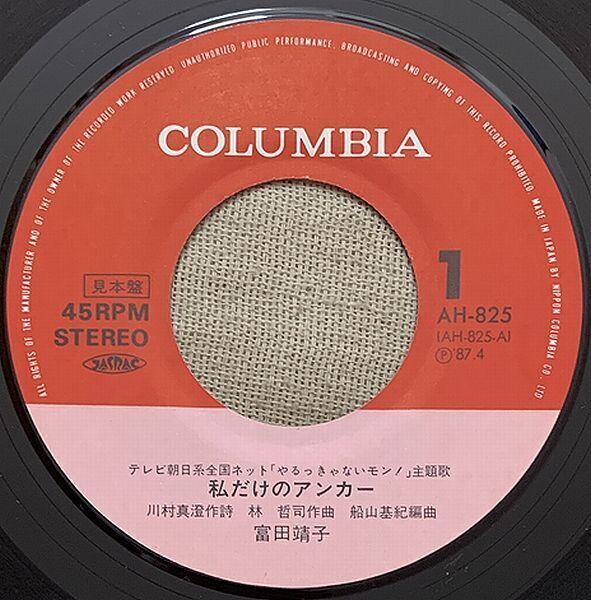 ALL RIGHTS OF THE MANUFACTURER AND OF THE OWNER OF THE RECORDED WORK RESERVED. UNAUTHORIZED PUBLIC PERFORMANCE, BROADCASTING AND COPYING OF THIS RECORD PROHIBITED. MADE IN JAPAN BY NIPPON COLUMBIA CO., LTD
COLUMBIA
見本盤
45RPM
STEREO
JASRAC
1
AH-825
(AH-825-A)
Ⓟ'87.4
テレビ朝日系全国ネット「やるっきゃないモン!」主題歌
私だけのアンカー
川村真澄作詩 林 哲司作曲 船山基紀編曲
富田靖子